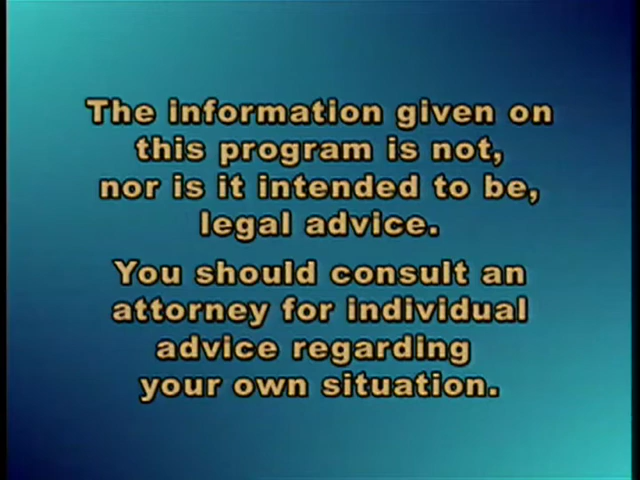 The information given on
this program is not,
nor is it intended to be,
legal advice.
You should consult an
attorney for individual
advice regarding
your own situation.